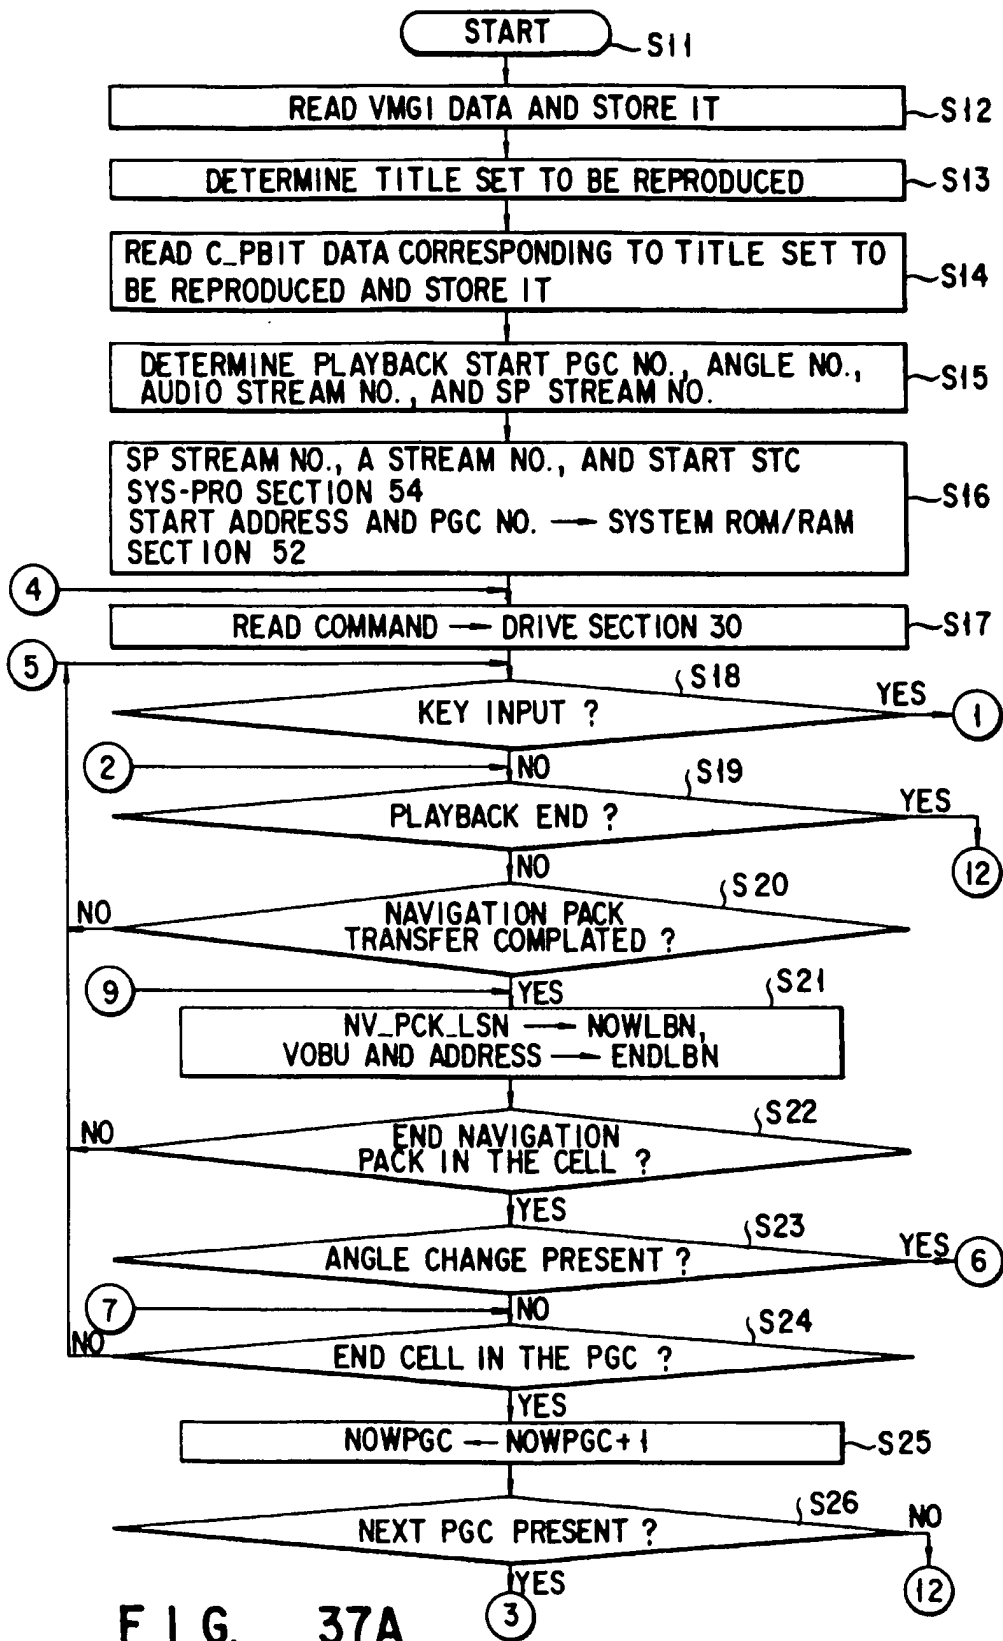 START
S11
READ VMGI DATA AND STORE IT
S12
DETERMINE TITLE SET TO BE REPRODUCED
S13
READ C_PBIT DATA CORRESPONDING TO TITLE SET TO
BE REPRODUCED AND STORE IT
S14
DETERMINE PLAYBACK START PGC NO., ANGLE NO.,
AUDIO STREAM NO., AND SP STREAM NO.
S15
SP STREAM NO., A STREAM NO., AND START STC
SYS-PRO SECTION 54
START ADDRESS AND PGC NO. → SYSTEM ROM/RAM
SECTION 52
S16
4
READ COMMAND → DRIVE SECTION 30
S17
5
S18
KEY INPUT ?
YES
1
2
NO
S19
PLAYBACK END ?
YES
12
NO
S20
NO
NAVIGATION PACK
TRANSFER COMPLATED ?
9
YES
S21
NV_PCK_LSN → NOWLBN,
VOBU AND ADDRESS → ENDLBN
S22
NO
END NAVIGATION
PACK IN THE CELL ?
YES
S23
ANGLE CHANGE PRESENT ?
YES
6
7
NO
S24
NO
END CELL IN THE PGC ?
YES
NOWPGC ← NOWPGC+1
S25
S26
NEXT PGC PRESENT ?
NO
12
YES
3
FIG. 37A